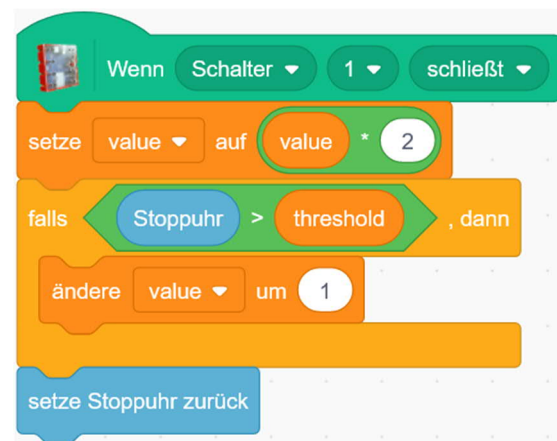 Wenn Schalter 1 schließt
setze value auf value * 2
falls Stoppuhr > threshold , dann
ändere value um 1
setze Stoppuhr zurück